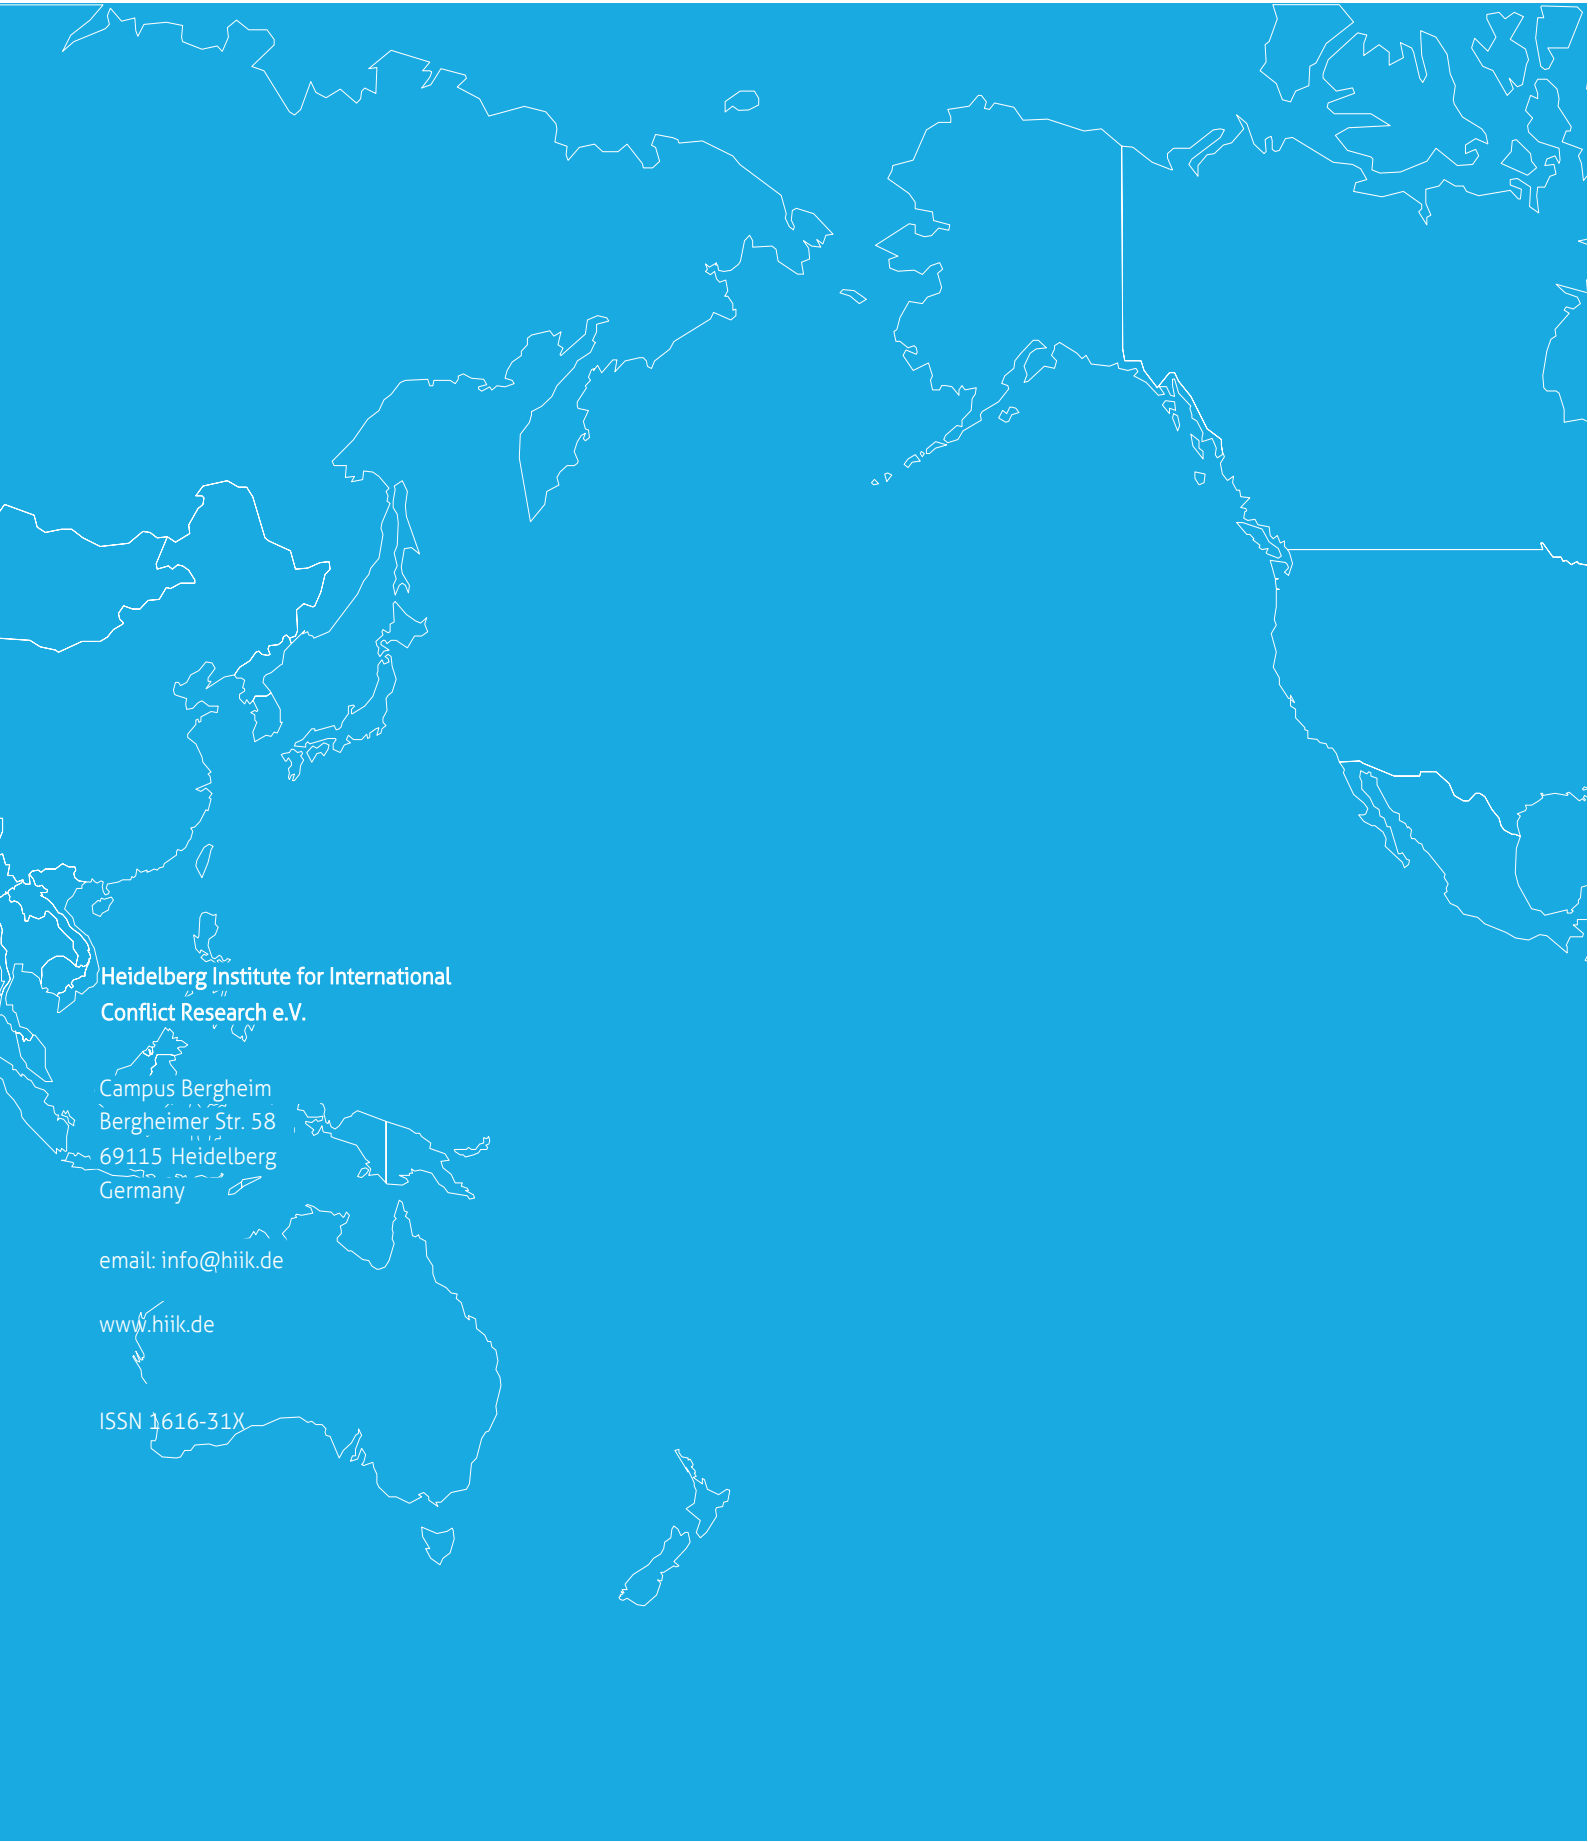 Heidelberg Institute for International
Conflict Research e.V.
Campus Bergheim
Bergheimer Str. 58
69115 Heidelberg
Germany
email: info@hiik.de
www.hiik.de
ISSN 1616-31X